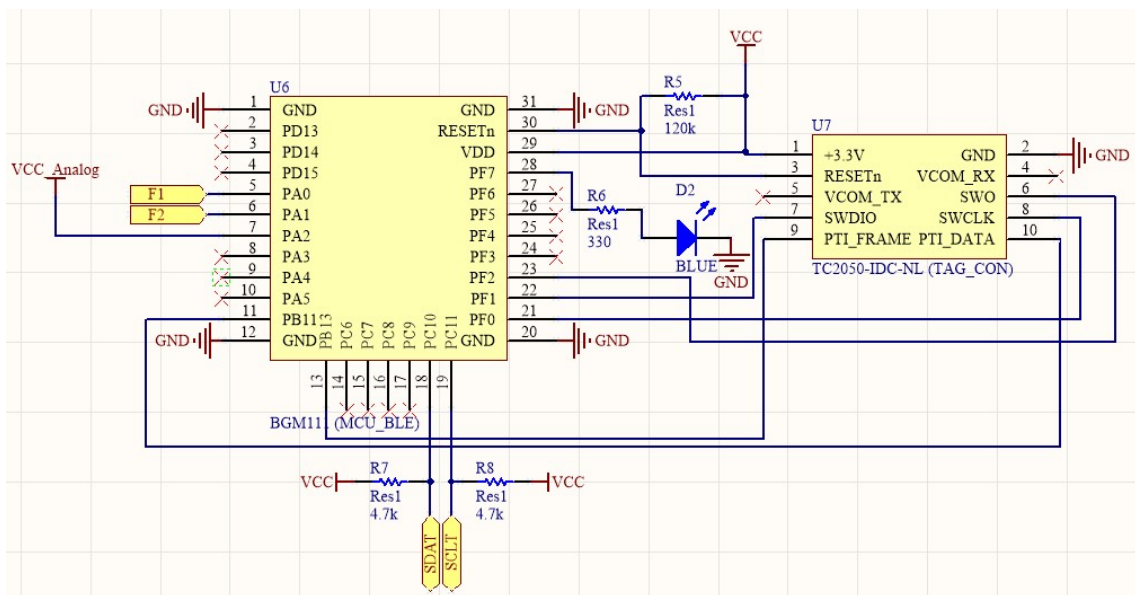 VCC
U6
R5
Res1
120k
U7
GND
1
GND
GND
31
GND
2
PD13
RESETn
30
3
PD14
VDD
29
4
PD15
PF7
28
1
+3.3V
GND
2
GND
3
RESETn
VCOM_RX
4
5
VCOM_TX
SWO
6
7
SWDIO
SWCLK
8
9
PTI_FRAME
PTI_DATA
10
TC2050-IDC-NL (TAG_CON)
VCC_Analog
F1
5
PA0
PF6
27
F2
6
PA1
PF5
26
7
PA2
PF4
25
8
PA3
PF3
24
9
PA4
PF2
23
10
PA5
PF1
22
11
PB11
PF0
21
GND
12
GND
GND
20
GND
R6
Res1
330
D2
BLUE
GND
PB13
PC6
PC7
PC8
PC9
PC10
PC11
13
14
15
16
17
18
19
BGM111 (MCU_BLE)
VCC
R7
Res1
4.7k
R8
Res1
4.7k
VCC
SDAT
SCLT